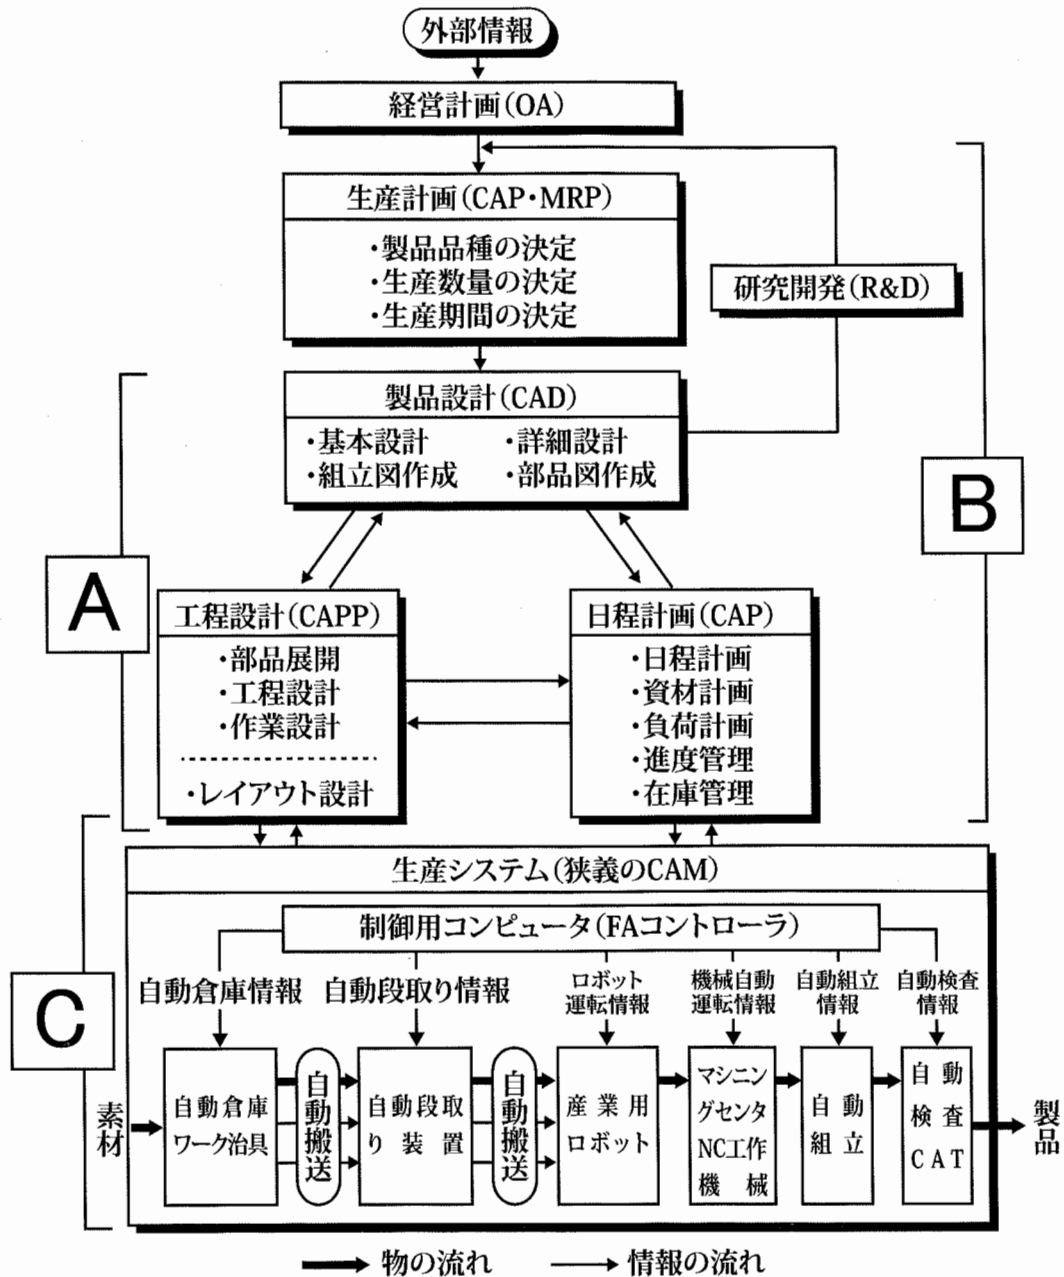 外部情報
経営計画(OA)
生産計画(CAP・MRP)
・製品品種の決定
・生産数量の決定
・生産期間の決定
研究開発(R&D)
製品設計(CAD)
・基本設計 ・詳細設計
・組立図作成 ・部品図作成
A
B
工程設計(CAPP)
・部品展開
・工程設計
・作業設計
・レイアウト設計
日程計画(CAP)
・日程計画
・資材計画
・負荷計画
・進度管理
・在庫管理
C
生産システム(狭義のCAM)
制御用コンピュータ(FAコントローラ)
自動倉庫情報
自動段取り情報
ロボット
運転情報
機械自動
運転情報
自動組立
情報
自動検査
情報
素材
自動倉庫
ワーク治具
自動搬送
自動段取
り装置
自動搬送
産業用
ロボット
マシニン
グセンタ
NC工作
機械
自動
組立
自動
検査
CAT
製品
物の流れ
情報の流れ